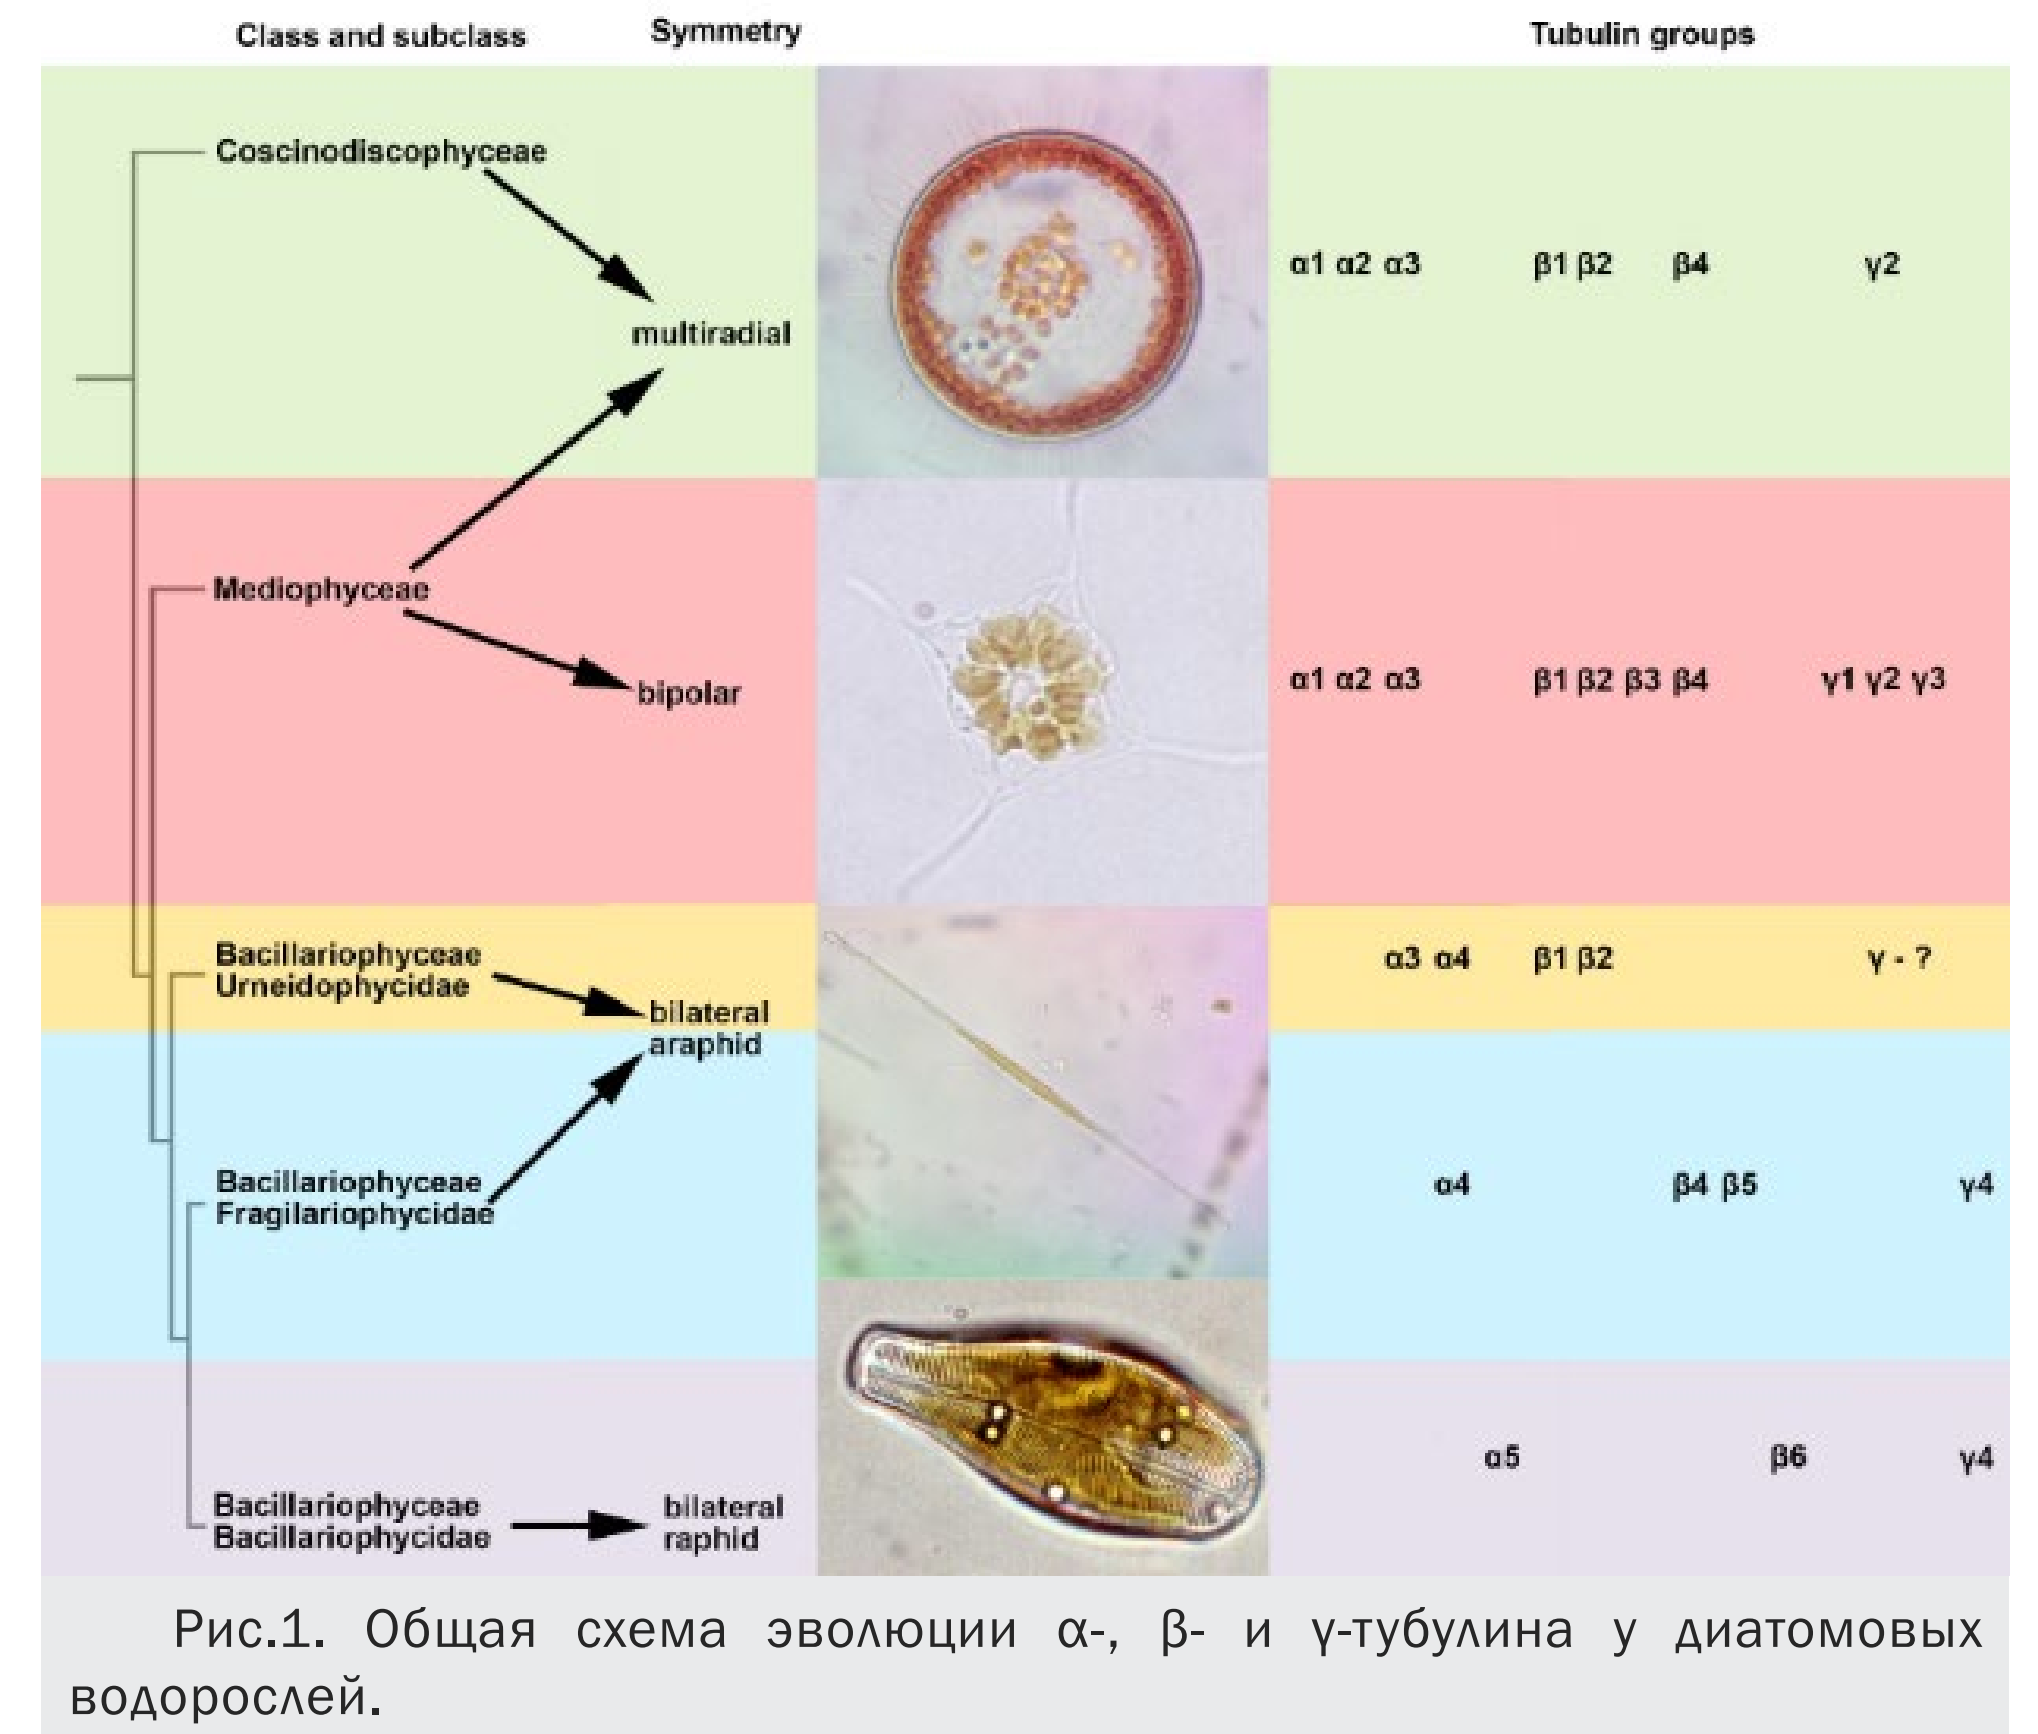 Class and subclass Symmetry Tubulin groups
Coscinodiscophyceae
α1 α2 α3 β1 β2 β4 γ2
multiradial
Mediophyceae
α1 α2 α3 β1 β2 β3 β4 γ1 γ2 γ3
bipolar
Bacillariophyceae
Urneidophycidae
α3 α4 β1 β2 γ - ?
bilateral
araphid
Bacillariophyceae
Fragilariophycidae
α4 β4 β5 γ4
α5 β6 γ4
Bacillariophyceae
Bacillariophycidae
bilateral
raphid
Рис.1. Общая схема эволюции α-, β- и γ-тубулина у диатомовых
водорослей.